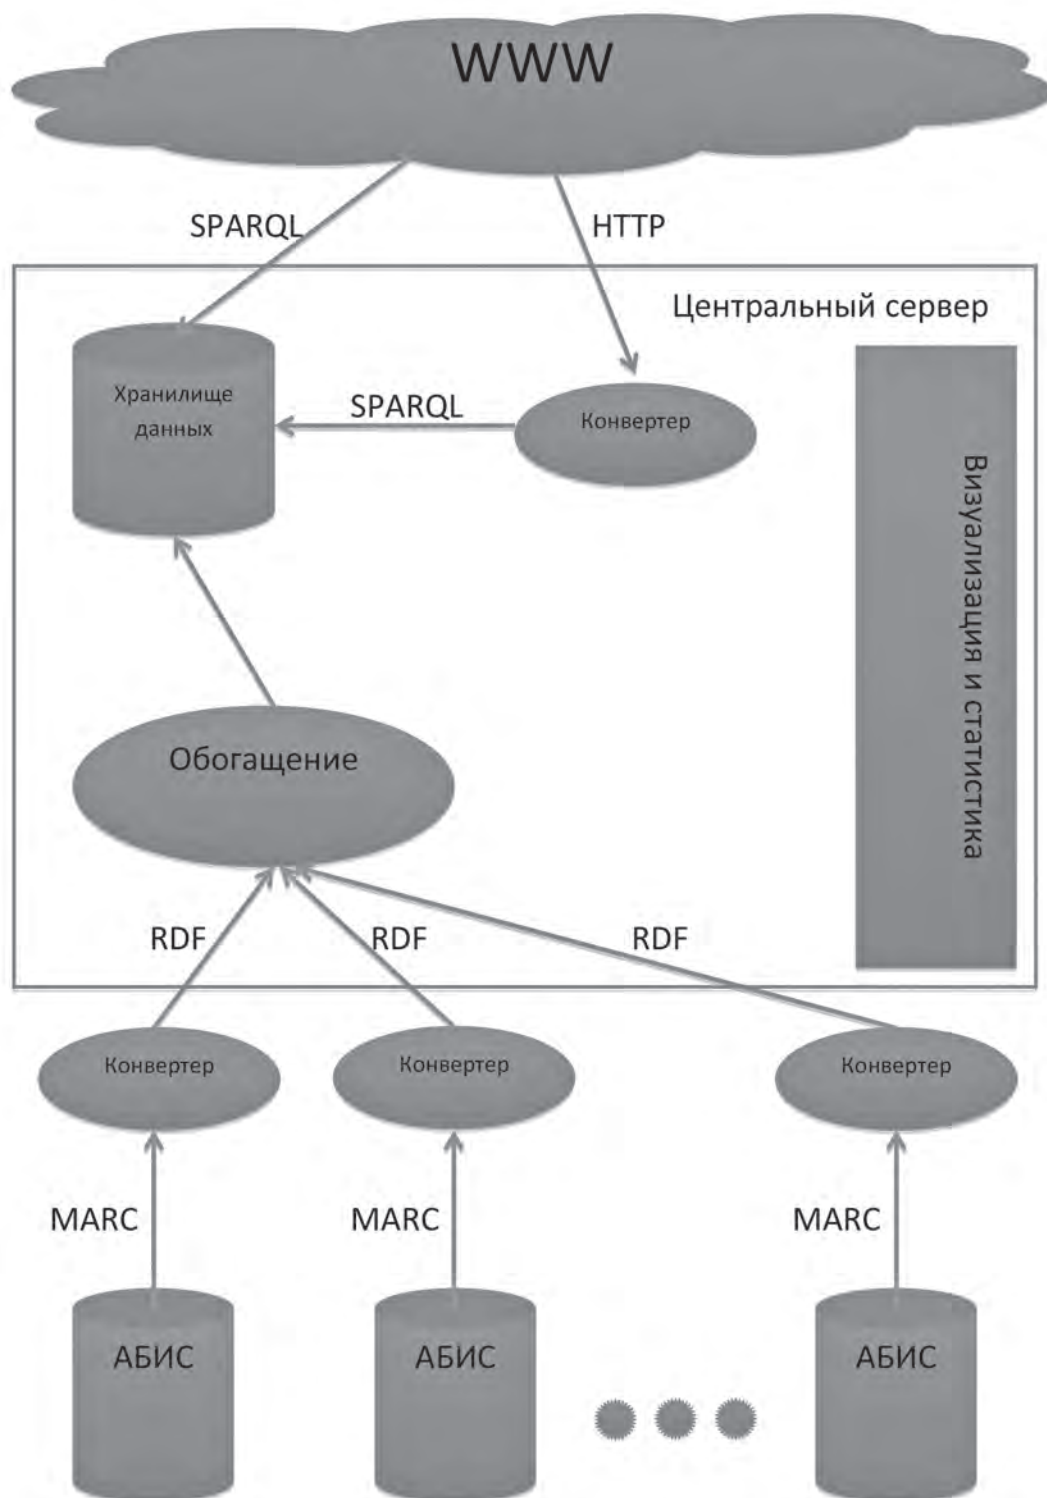 WWW
SPARQL
HTTP
Центральный сервер
Хранилище
данных
SPARQL
Конвертер
Визуализация и статистика
Обогащение
RDF
RDF
RDF
Конвертер
Конвертер
Конвертер
MARC
MARC
MARC
АБИС
АБИС
АБИС